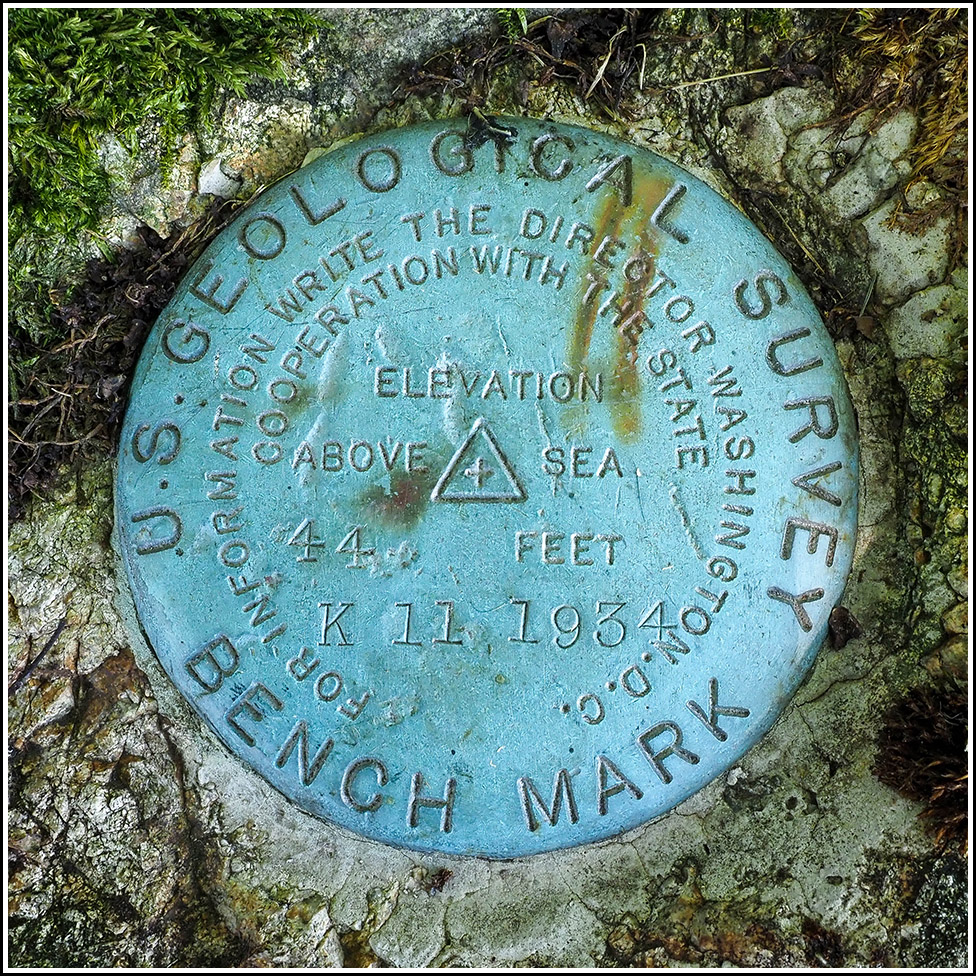 U.S. GEOLOGICAL SURVEY
FOR INFORMATION WRITE THE DIRECTOR WASHINGTON. D.C.
COOPERATION WITH THE STATE
ELEVATION
ABOVE SEA
44 FEET
K 11 1934
BENCH MARK